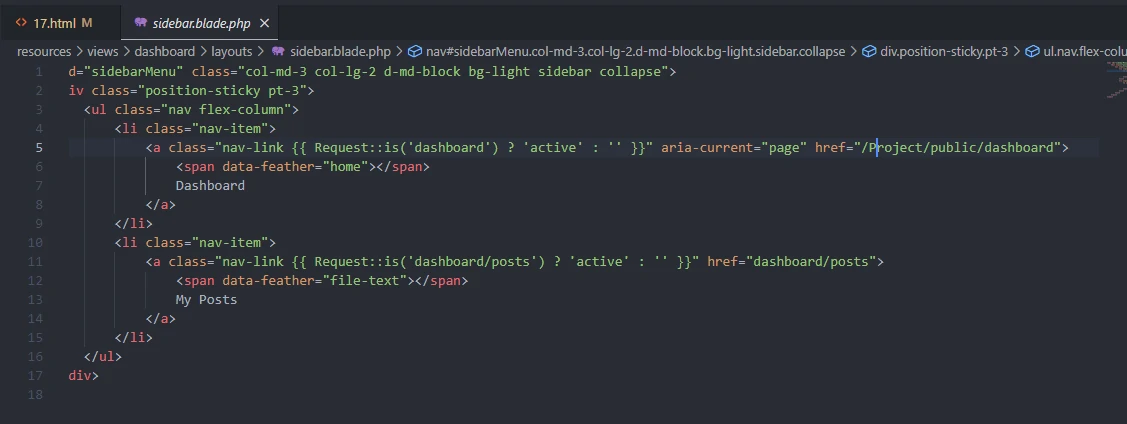 17.html M
sidebar.blade.php
resources > views > dashboard > layouts > sidebar.blade.php > nav#sidebarMenu.col-md-3.col-lg-2.d-md-block.bg-light.sidebar.collapse > div.position-sticky.pt-3 > ul.nav.flex-colu
1 d="sidebarMenu" class="col-md-3 col-lg-2 d-md-block bg-light sidebar collapse">
2 iv class="position-sticky pt-3">
3 <ul class="nav flex-column">
4 <li class="nav-item">
5 <a class="nav-link {{ Request::is('dashboard') ? 'active' : '' }}" aria-current="page" href="/Project/public/dashboard">
6 <span data-feather="home"></span>
7 Dashboard
8 </a>
9 </li>
10 <li class="nav-item">
11 <a class="nav-link {{ Request::is('dashboard/posts') ? 'active' : '' }}" href="dashboard/posts">
12 <span data-feather="file-text"></span>
13 My Posts
14 </a>
15 </li>
16 </ul>
17 div>
18